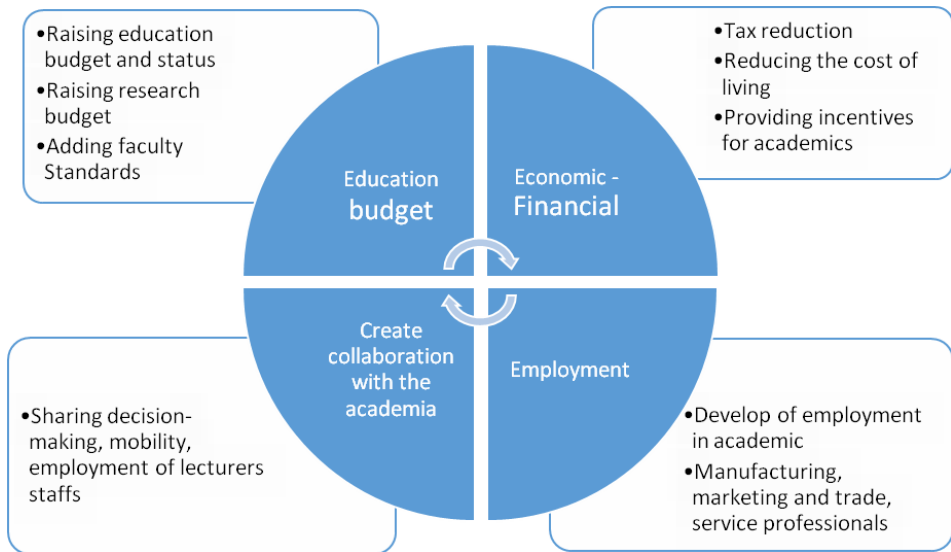 •Raising education
budget and status
•Raising research
budget
•Adding faculty
Standards
•Tax reduction
•Reducing the cost of
living
•Providing incentives
for academics
Education
budget
Economic -
Financial
Create
collaboration
with the
academia
Employment
•Sharing decision-
making, mobility,
employment of lecturers
staffs
•Develop of employment
in academic
•Manufacturing,
marketing and trade,
service professionals